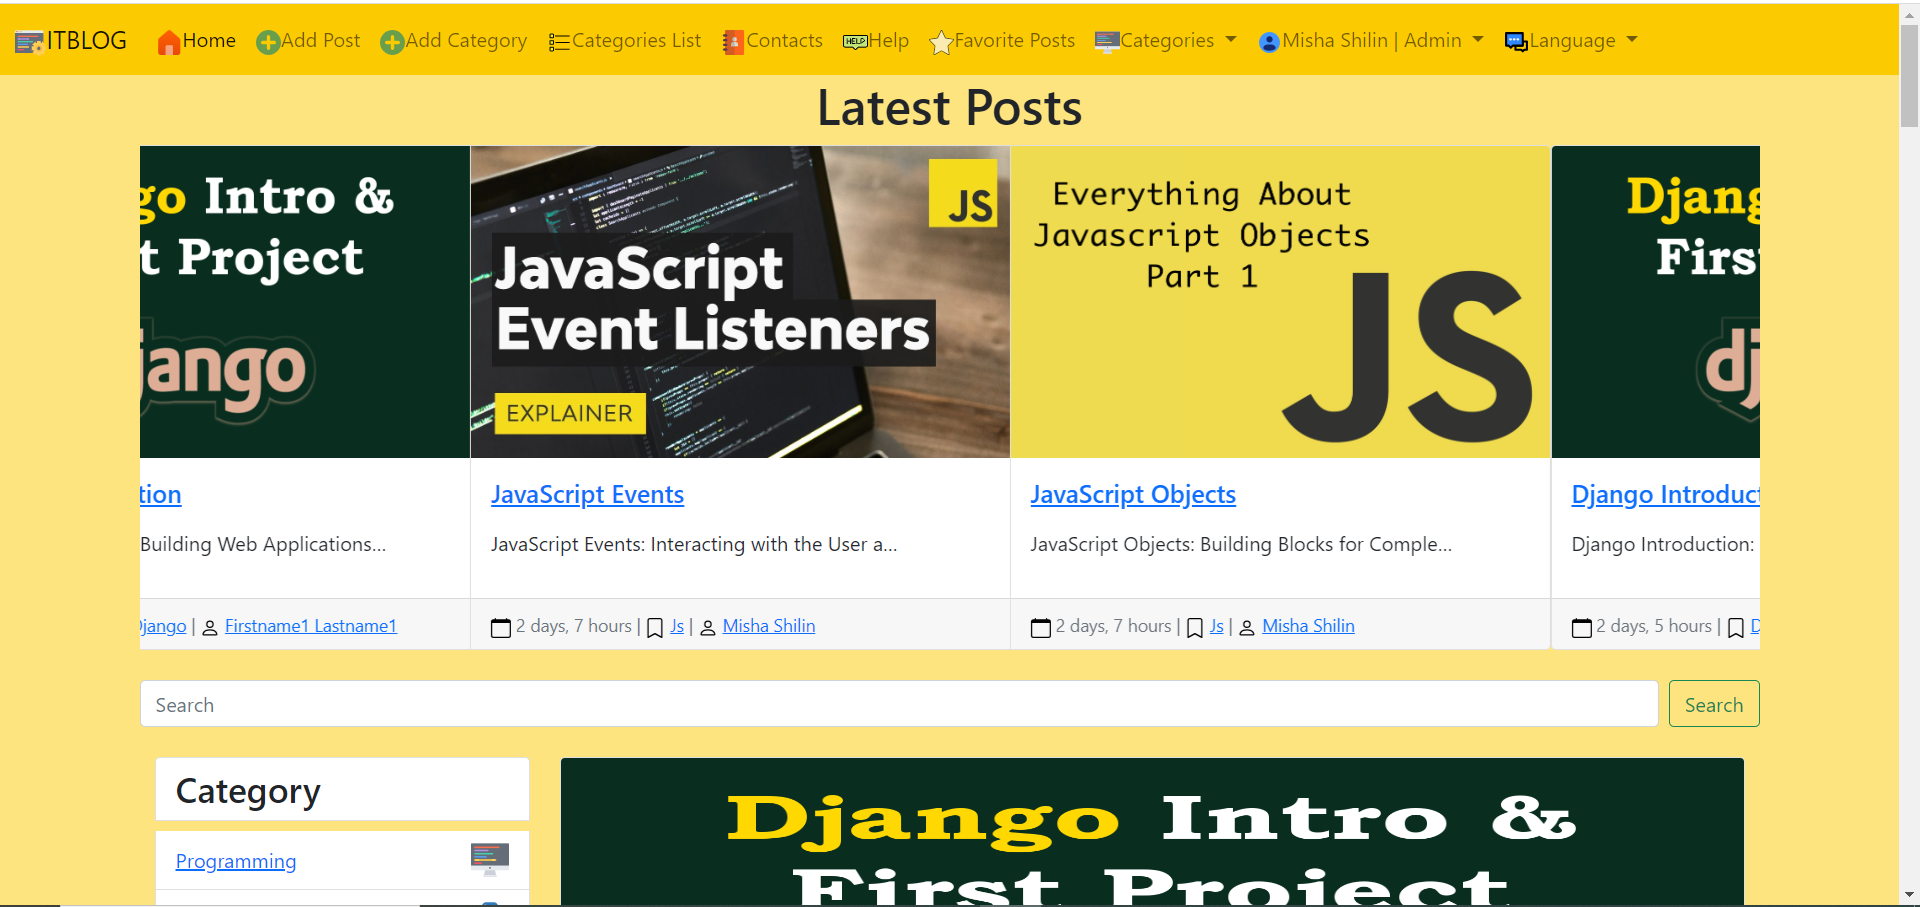 ITBLOG Home Add Post Add Category Categories List Contacts HELP Help Favorite Posts Categories Misha Shilin | Admin Language
Latest Posts
go Intro &
t Project
jango
JS
JavaScript
Event Listeners
EXPLAINER
Everything About
Javascript Objects
Part 1
JS
Djang
Firs
dj
tion
Building Web Applications...
Django | Firstname1 Lastname1
JavaScript Events
JavaScript Events: Interacting with the User a...
2 days, 7 hours | Js | Misha Shilin
JavaScript Objects
JavaScript Objects: Building Blocks for Comple...
2 days, 7 hours | Js | Misha Shilin
Django Introduct
Django Introduction:
2 days, 5 hours | D
Search Search
Category
Programming
Django Intro &
First Project